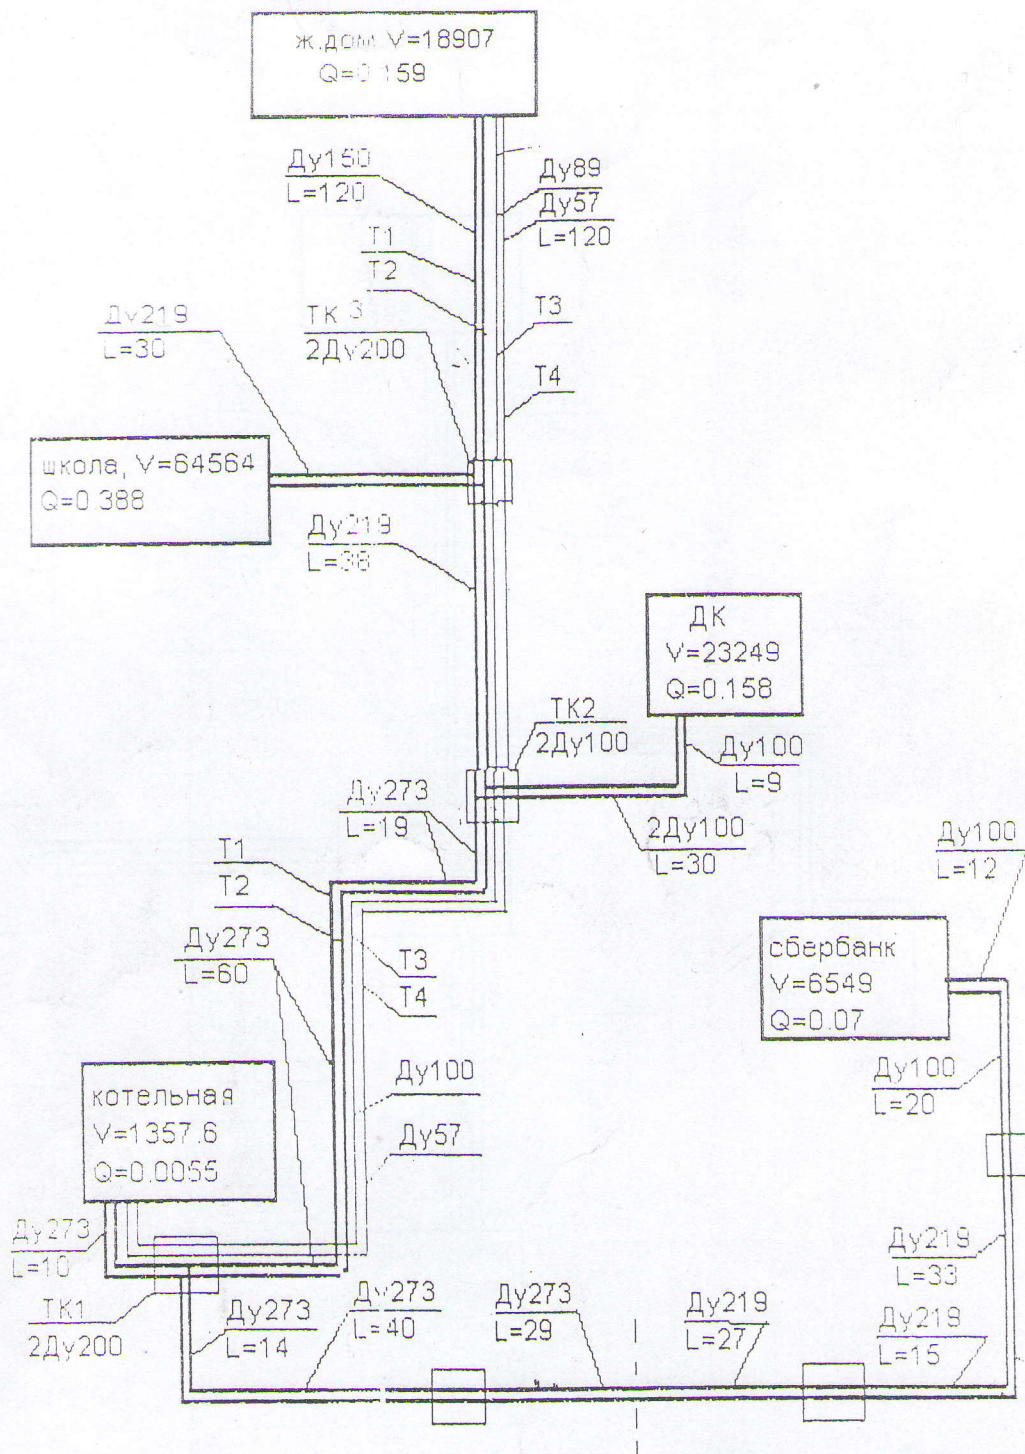 ж.дом V=18907
Q=0.159
Ду150
L=120
Ду89
Ду57
L=120
Т1
Т2
Ду219
L=30
ТК 3
2Ду200
Т3
Т4
школа, V=64564
Q=0.388
Ду219
L=38
ДК
V=23249
Q=0.158
ТК2
2Ду100
Ду100
L=9
Ду273
L=19
2Ду100
L=30
Ду100
L=12
Т1
Т2
Ду273
L=60
Т3
Т4
сбербанк
V=6549
Q=0.07
Ду100
L=20
котельная
V=1357.6
Q=0.0055
Ду100
Ду57
Ду273
L=10
ТК1
2Ду200
Ду273
L=14
Ду273
L=40
Ду273
L=29
Ду219
L=27
Ду219
L=33
Ду219
L=15